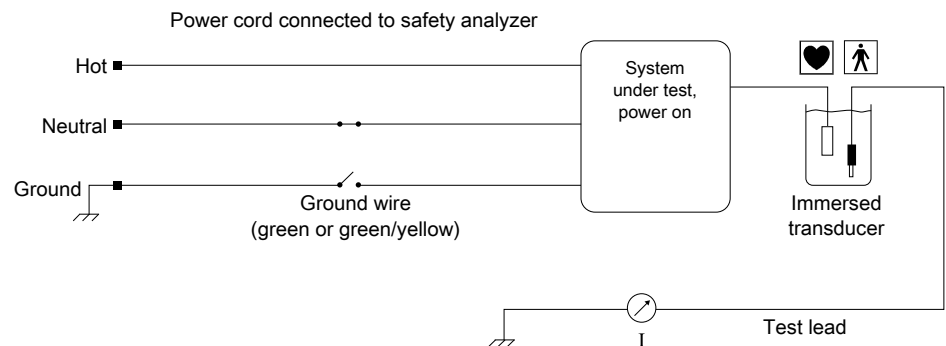 Power cord connected to safety analyzer
Hot
Neutral
Ground
Ground wire
(green or green/yellow)
System
under test,
power on
Immersed
transducer
Test lead
I